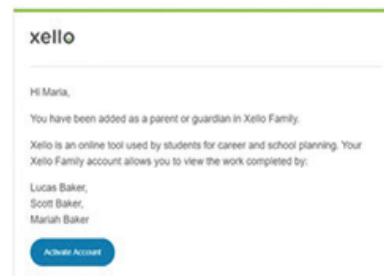 xello
Hi Maria,
You have been added as a parent or guardian in Xello Family.
Xello is an online tool used by students for career and school planning. Your
Xello Family account allows you to view the work completed by:
Lucas Baker,
Scott Baker,
Mariah Baker
Activate Account